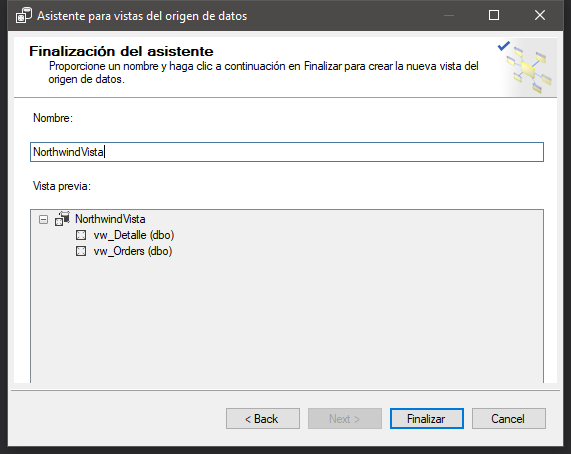 Asistente para vistas del origen de datos
Finalización del asistente
Proporcione un nombre y haga clic a continuación en Finalizar para crear la nueva vista del
origen de datos.
Nombre:
NorthwindVista
Vista previa:
NorthwindVista
vw_Detalle (dbo)
vw_Orders (dbo)
< Back
Next >
Finalizar
Cancel